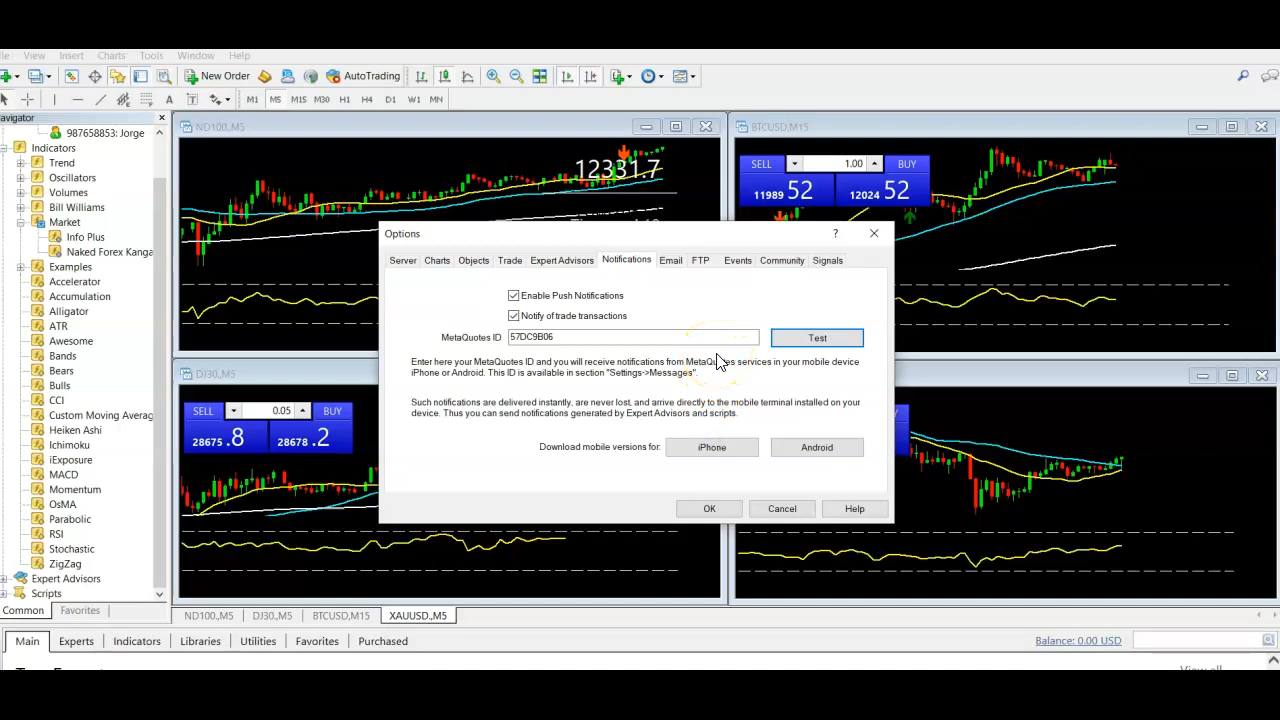 View Insert Charts Tools Window Help
New Order AutoTrading
A T M1 M5 M15 M30 H1 H4 D1 W1 MN
987658853: Jorge
Indicators
Trend
Oscillators
Volumes
Bill Williams
Market
Info Plus
Naked Forex Kanga
Examples
Accelerator
Accumulation
Alligator
ATR
Awesome
Bands
Bears
Bulls
CCI
Custom Moving Averag
Heiken Ashi
Ichimoku
iExposure
MACD
Momentum
OsMA
Parabolic
RSI
Stochastic
ZigZag
Expert Advisors
Scripts
Common Favorites
ND100,M5
12331.7
BTCUSD,M15
SELL 1.00 BUY
11989 52 12024 52
DJ30.,M5
SELL 0.05 BUY
28675 .8 28678 .2
Options ?
Server Charts Objects Trade Expert Advisors Notifications Email FTP Events Community Signals
Enable Push Notifications
Notify of trade transactions
MetaQuotes ID 57DC9B06 Test
Enter here your MetaQuotes ID and you will receive notifications from MetaQuotes services in your mobile device
iPhone or Android. This ID is available in section "Settings->Messages".
Such notifications are delivered instantly, are never lost, and arrive directly to the mobile terminal installed on your
device. Thus you can send notifications generated by Expert Advisors and scripts.
Download mobile versions for: iPhone Android
OK Cancel Help
ND100.,M5 DJ30.,M5 BTCUSD,M15 XAUUSD.,M5
Main Experts Indicators Libraries Utilities Favorites Purchased
Balance: 0.00 USD